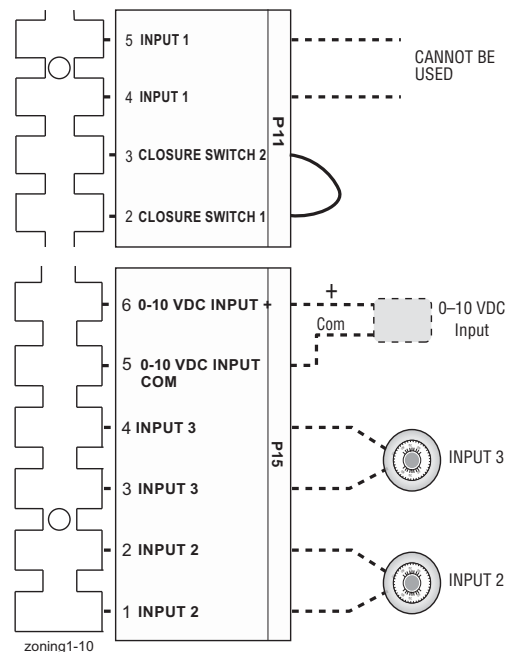 5 INPUT 1
CANNOT BE
USED
4 INPUT 1
P11
3 CLOSURE SWITCH 2
2 CLOSURE SWITCH 1
6 0-10 VDC INPUT +
+
0–10 VDC
Input
Com
5 0-10 VDC INPUT
COM
4 INPUT 3
P15
INPUT 3
3 INPUT 3
2 INPUT 2
INPUT 2
1 INPUT 2
zoning1-10